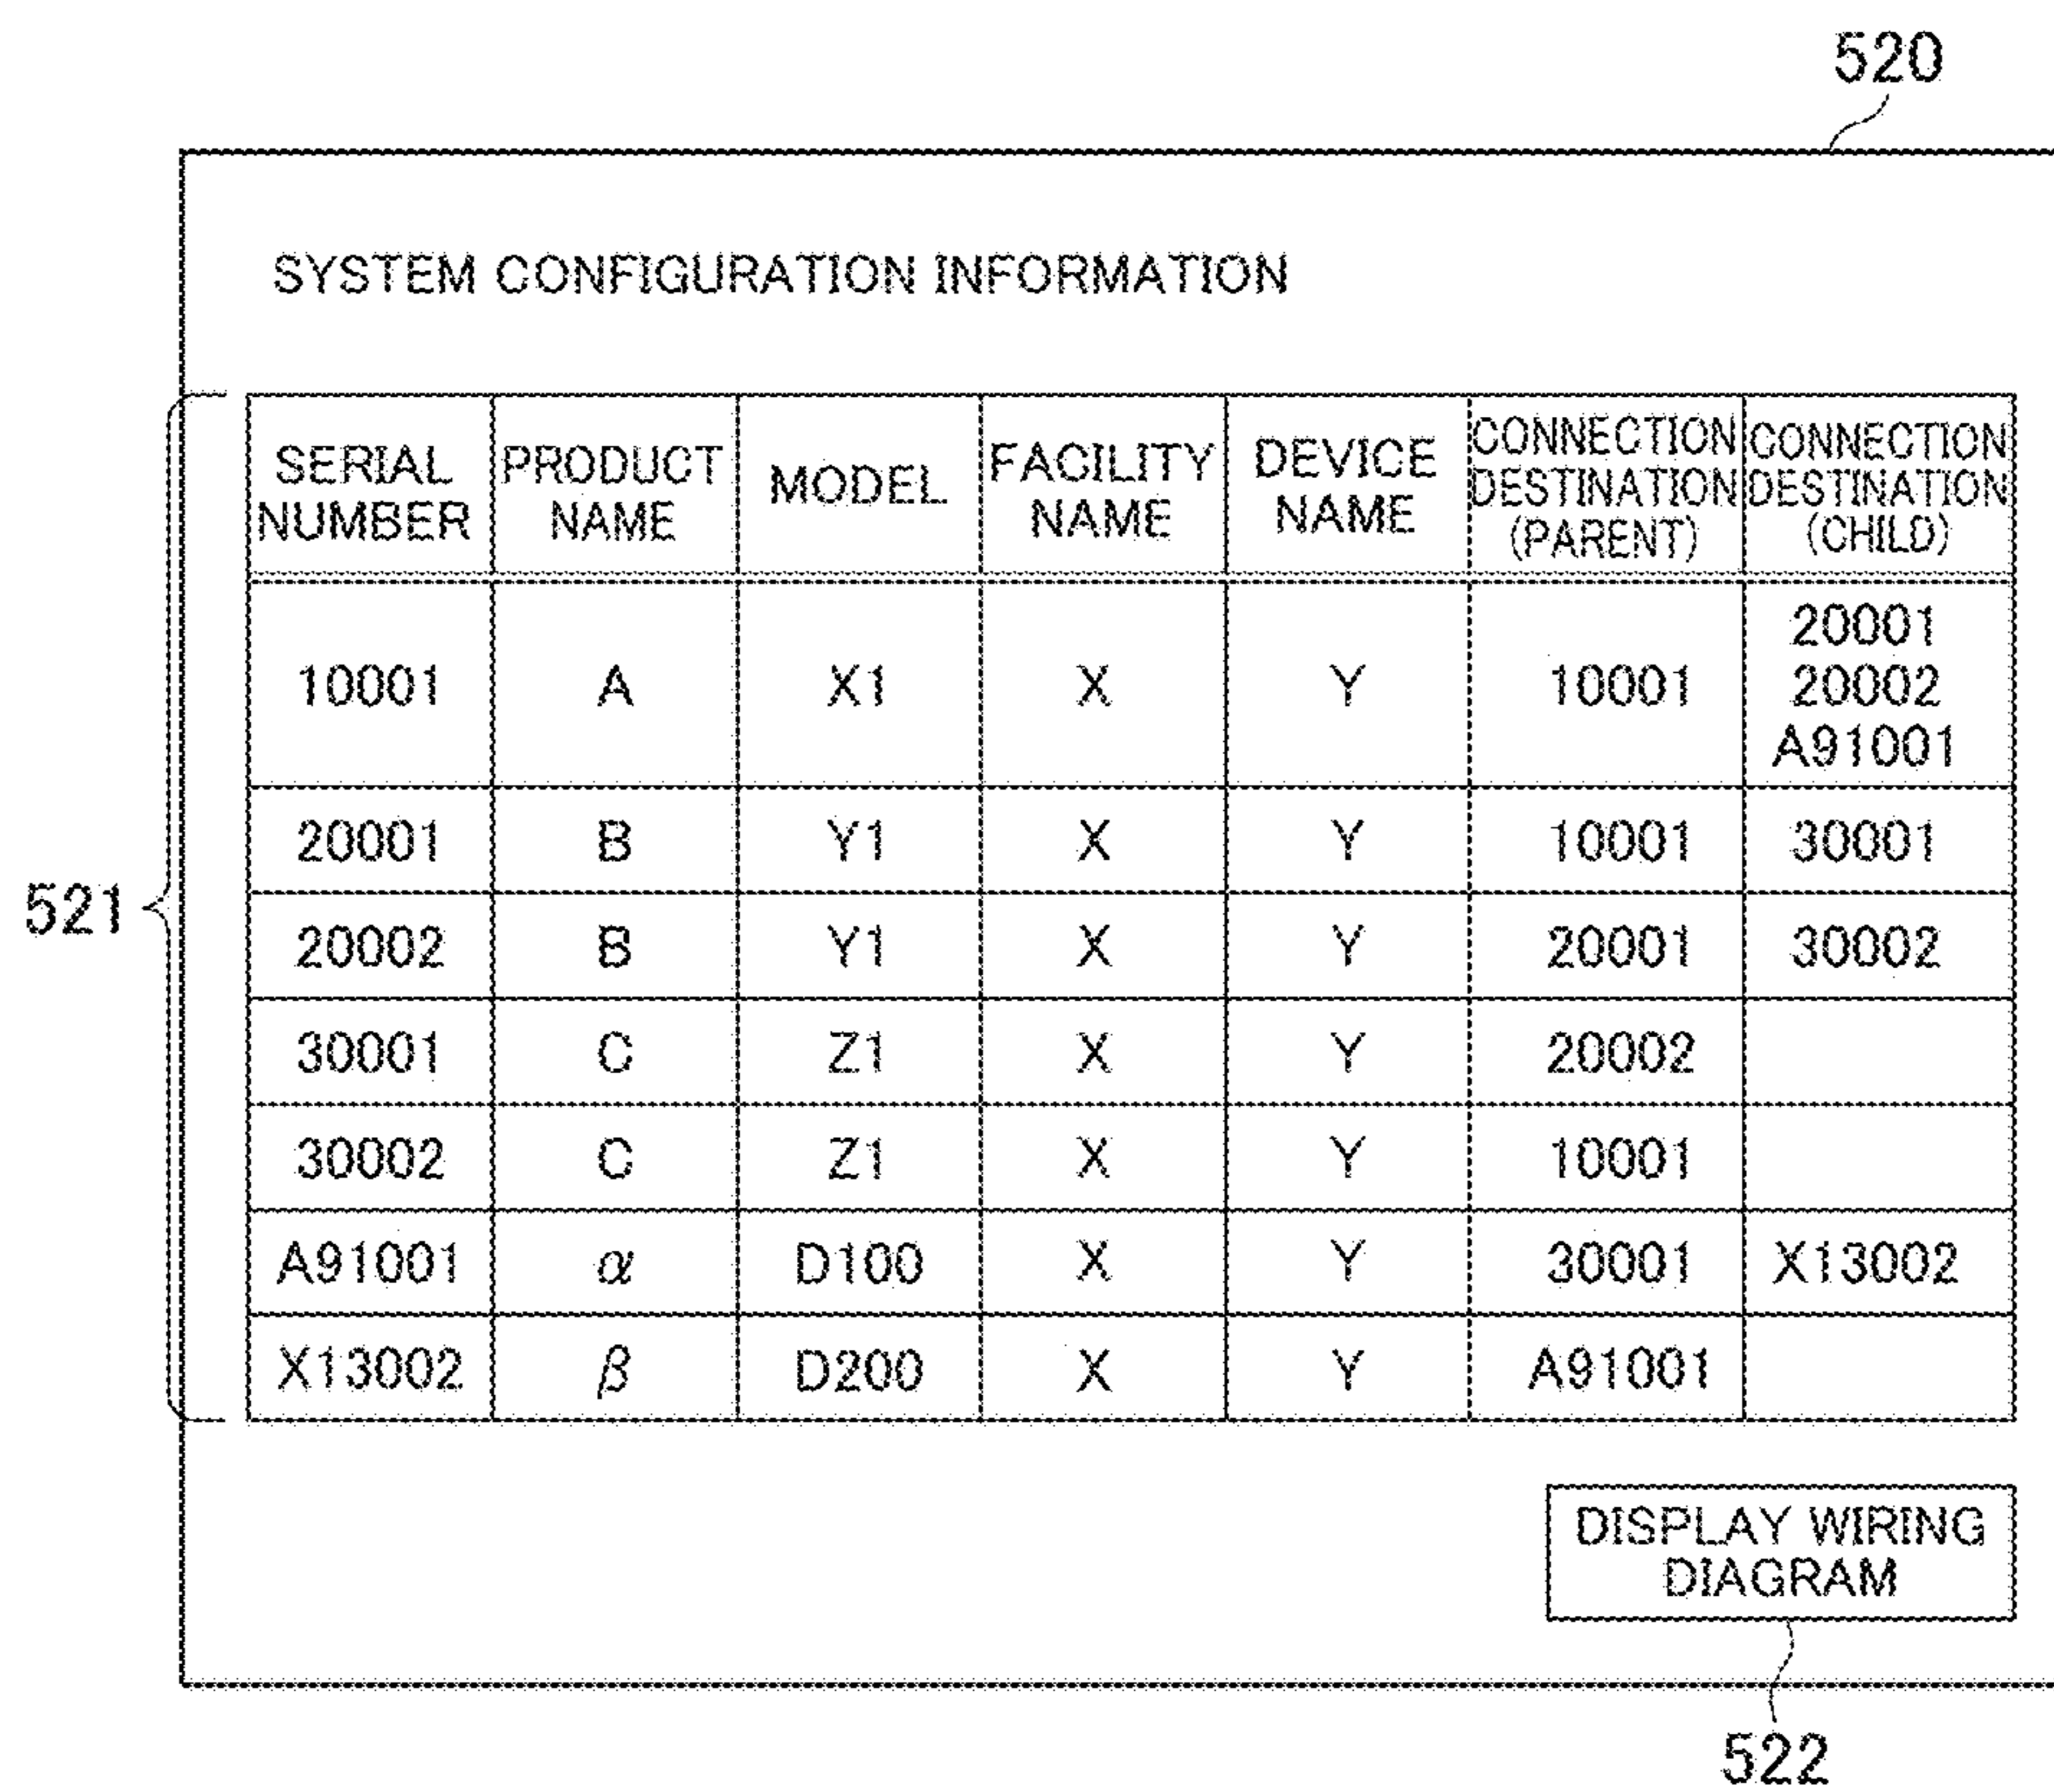 520
SYSTEM CONFIGURATION INFORMATION
SERIAL NUMBER PRODUCT NAME MODEL FACILITY NAME DEVICE NAME CONNECTION DESTINATION (PARENT) CONNECTION DESTINATION (CHILD)
10001 A X1 X Y 10001 20001 20002 A91001
20001 B Y1 X Y 10001 30001
20002 B Y1 X Y 20001 30002
30001 C Z1 X Y 20002
30002 C Z1 X Y 10001
A91001 α D100 X Y 30001 X13002
X13002 β D200 X Y A91001
521
DISPLAY WIRING
DIAGRAM
522